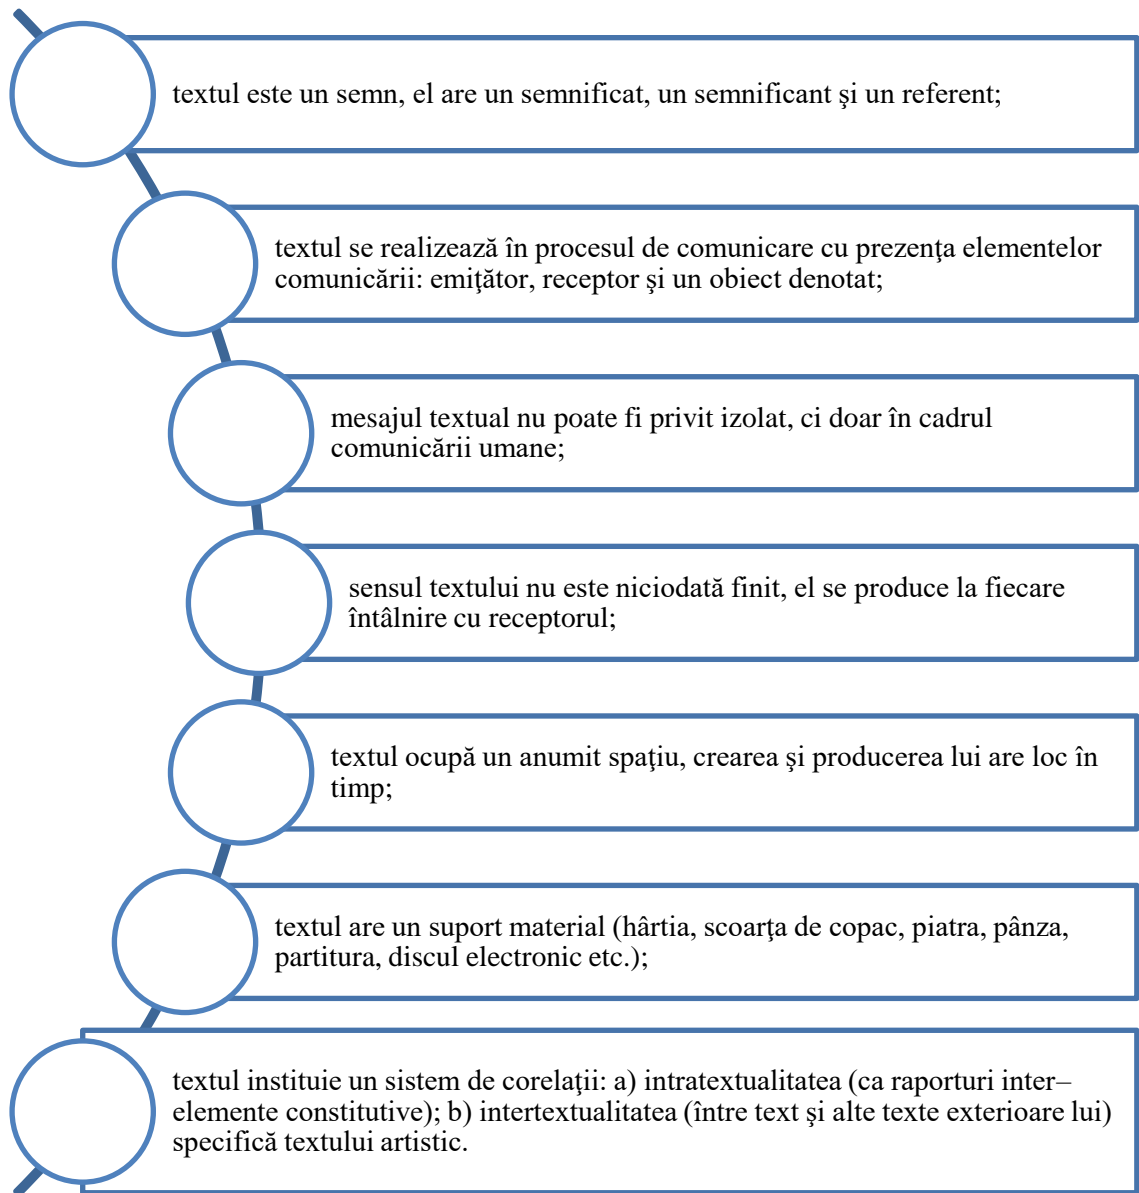 textul este un semn, el are un semnificat, un semnificant şi un referent;
textul se realizează în procesul de comunicare cu prezenţa elementelor
comunicării: emiţător, receptor şi un obiect denotat;
mesajul textual nu poate fi privit izolat, ci doar în cadrul
comunicării umane;
sensul textului nu este niciodată finit, el se produce la fiecare
întâlnire cu receptorul;
textul ocupă un anumit spaţiu, crearea şi producerea lui are loc în
timp;
textul are un suport material (hârtia, scoarţa de copac, piatra, pânza,
partitura, discul electronic etc.);
textul instituie un sistem de corelaţii: a) intratextualitatea (ca raporturi inter–
elemente constitutive); b) intertextualitatea (între text şi alte texte exterioare lui)
specifică textului artistic.